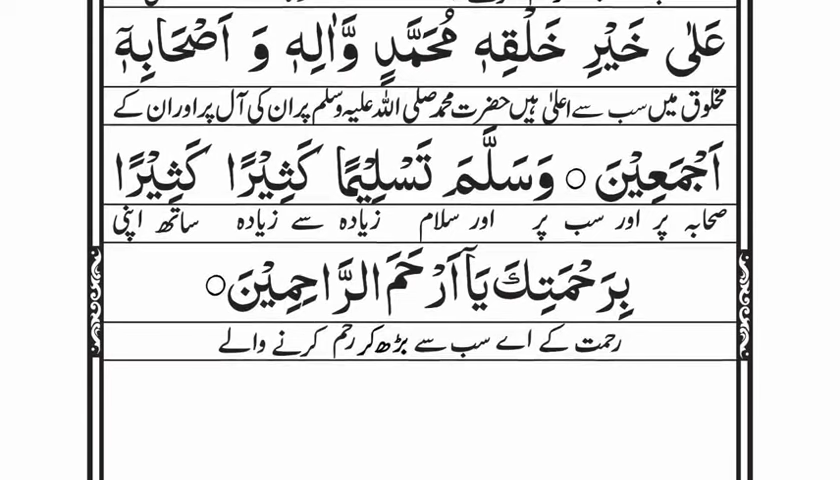 عَلٰى خَيْرِ خَلْقِهٖ مُحَمَّدٍ وَّاٰلِهٖ وَ اَصْحَابِهٖٓ
مخلوق میں سب سے اعلیٰ ہیں حضرت محمد صلی اللہ علیہ وسلم پر ان کی آل پر اور ان کے
اَجْمَعِيْنَ ○ وَسَلَّمَ تَسْلِيْمًا كَثِيْرًا كَثِيْرًا
صحابہ پر اور سب پر اور سلام زیادہ سے زیادہ ساتھ اپنی
بِرَحْمَتِكَ يَآ اَرْحَمَ الرَّاحِمِيْنَ ○
رحمت کے اے سب سے بڑھ کر رحم کرنے والے